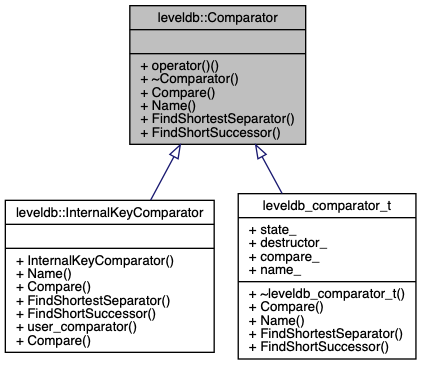 leveldb::Comparator
+ operator()()
+ ~Comparator()
+ Compare()
+ Name()
+ FindShortestSeparator()
+ FindShortSuccessor()
leveldb::InternalKeyComparator
+ InternalKeyComparator()
+ Name()
+ Compare()
+ FindShortestSeparator()
+ FindShortSuccessor()
+ user_comparator()
+ Compare()
leveldb_comparator_t
+ state_
+ destructor_
+ compare_
+ name_
+ ~leveldb_comparator_t()
+ Compare()
+ Name()
+ FindShortestSeparator()
+ FindShortSuccessor()